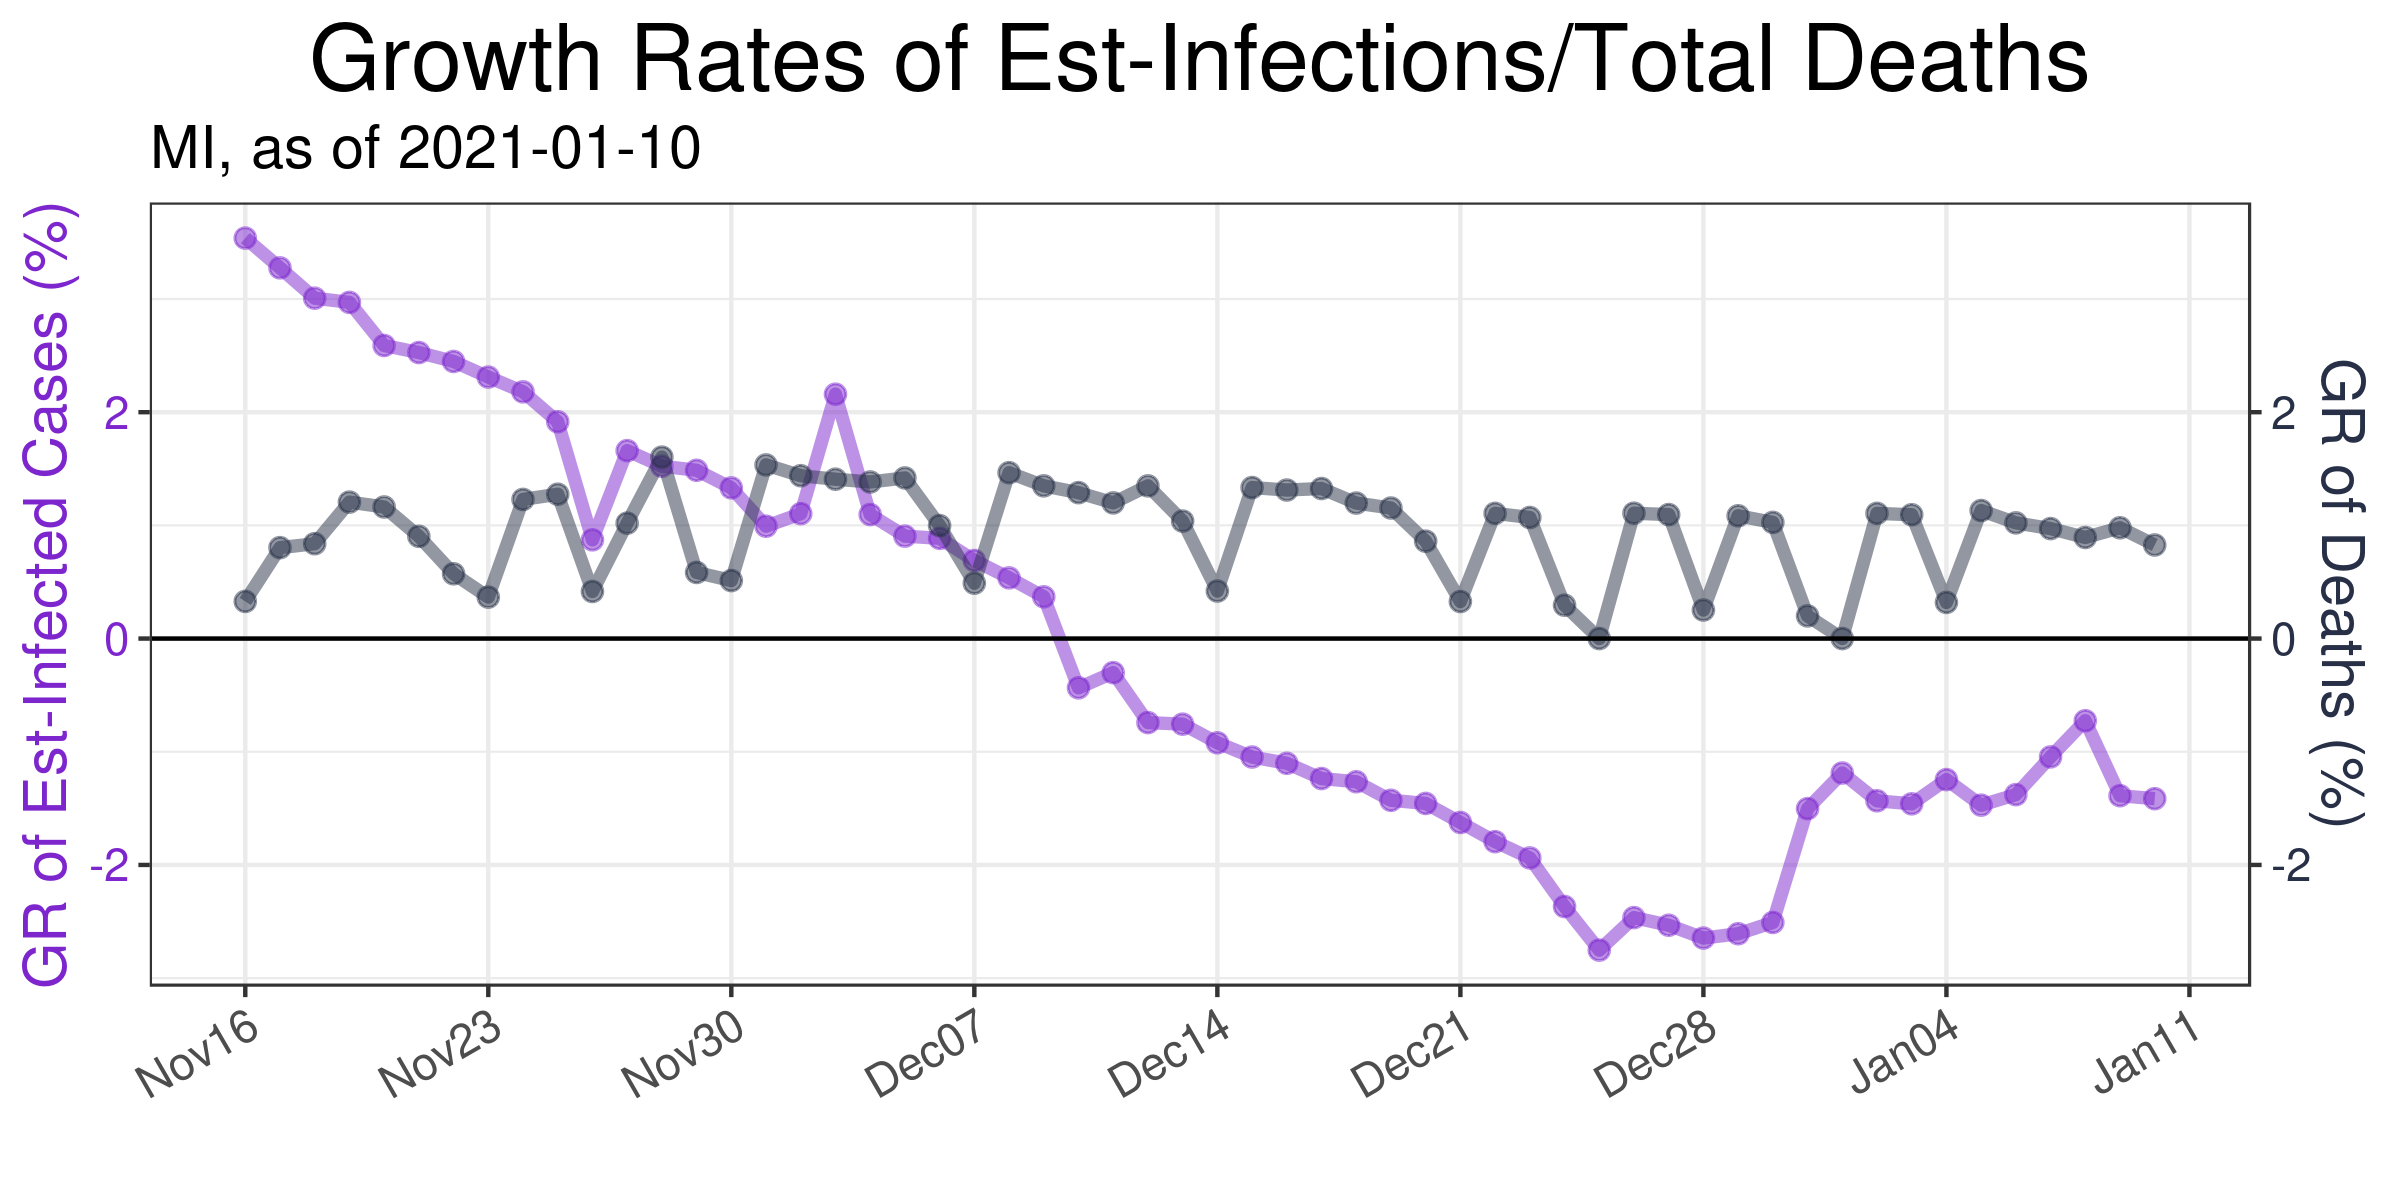 Growth Rates of Est-Infections/Total Deaths
MI, as of 2021-01-10
GR of Est-Infected Cases (%)
2
0
-2
2
0
-2
GR of Deaths (%)
Nov16
Nov23
Nov30
Dec07
Dec14
Dec21
Dec28
Jan04
Jan11